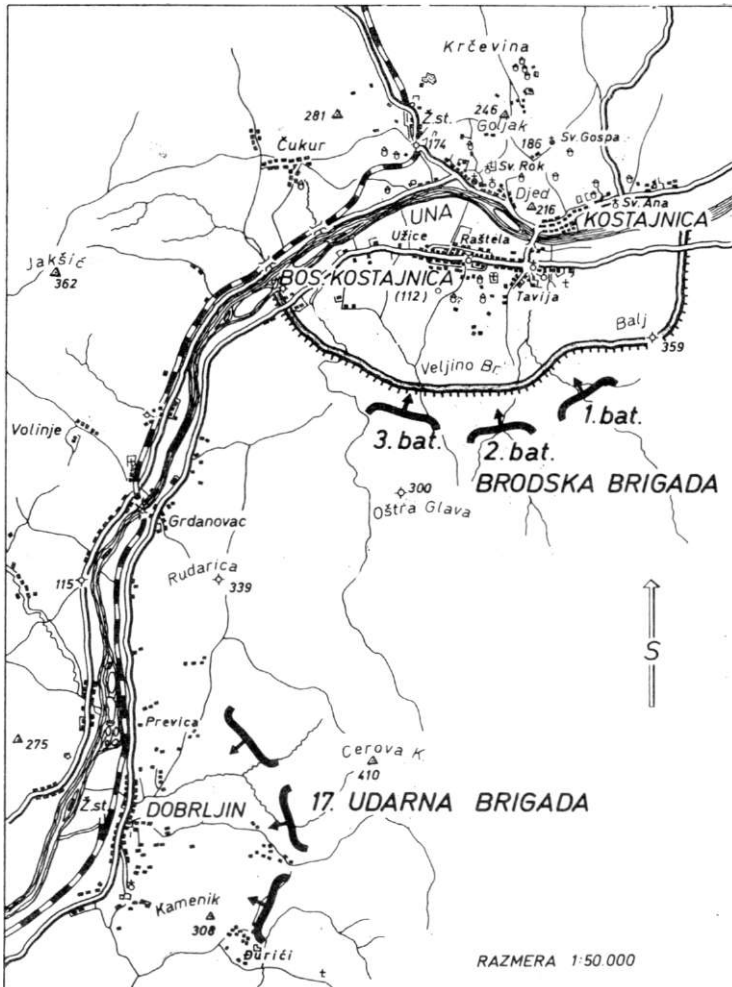 Krčevina
281
Ž.st.
246
Goljak
174
186
Sv. Gospa
Čukur
Sv. Rok
Djed
216
Sv. Ana
UNA
KOSTAJNICA
Užice
Raštela
Jakšić
362
BOS. KOSTAJNICA
(112)
Tavija
Balj
359
Veljino Br.
3. bat.
2. bat.
1. bat.
BRODSKA BRIGADA
Volinje
300
Oštra Glava
Grdanovac
Rudarica
339
115
S
Previca
275
Cerova K.
410
17. UDARNA BRIGADA
Ž.st.
DOBRLJIN
Kamenik
308
Đurići
RAZMERA 1:50.000